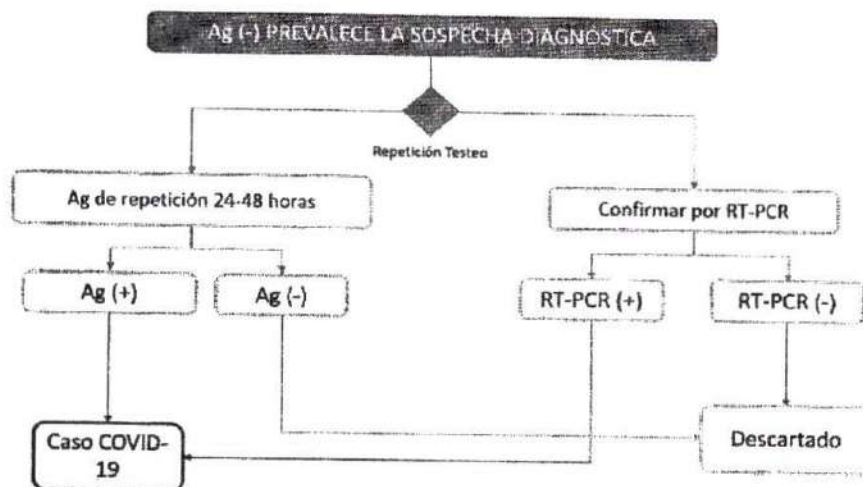 Ag (-) PREVALECE LA SOSPECHA DIAGNOSTICA
Repetición Testeo
Ag de repetición 24-48 horas
Confirmar por RT-PCR
Ag (+)
Ag (-)
RT-PCR (+)
RT-PCR (-)
Caso COVID-
19
Descartado